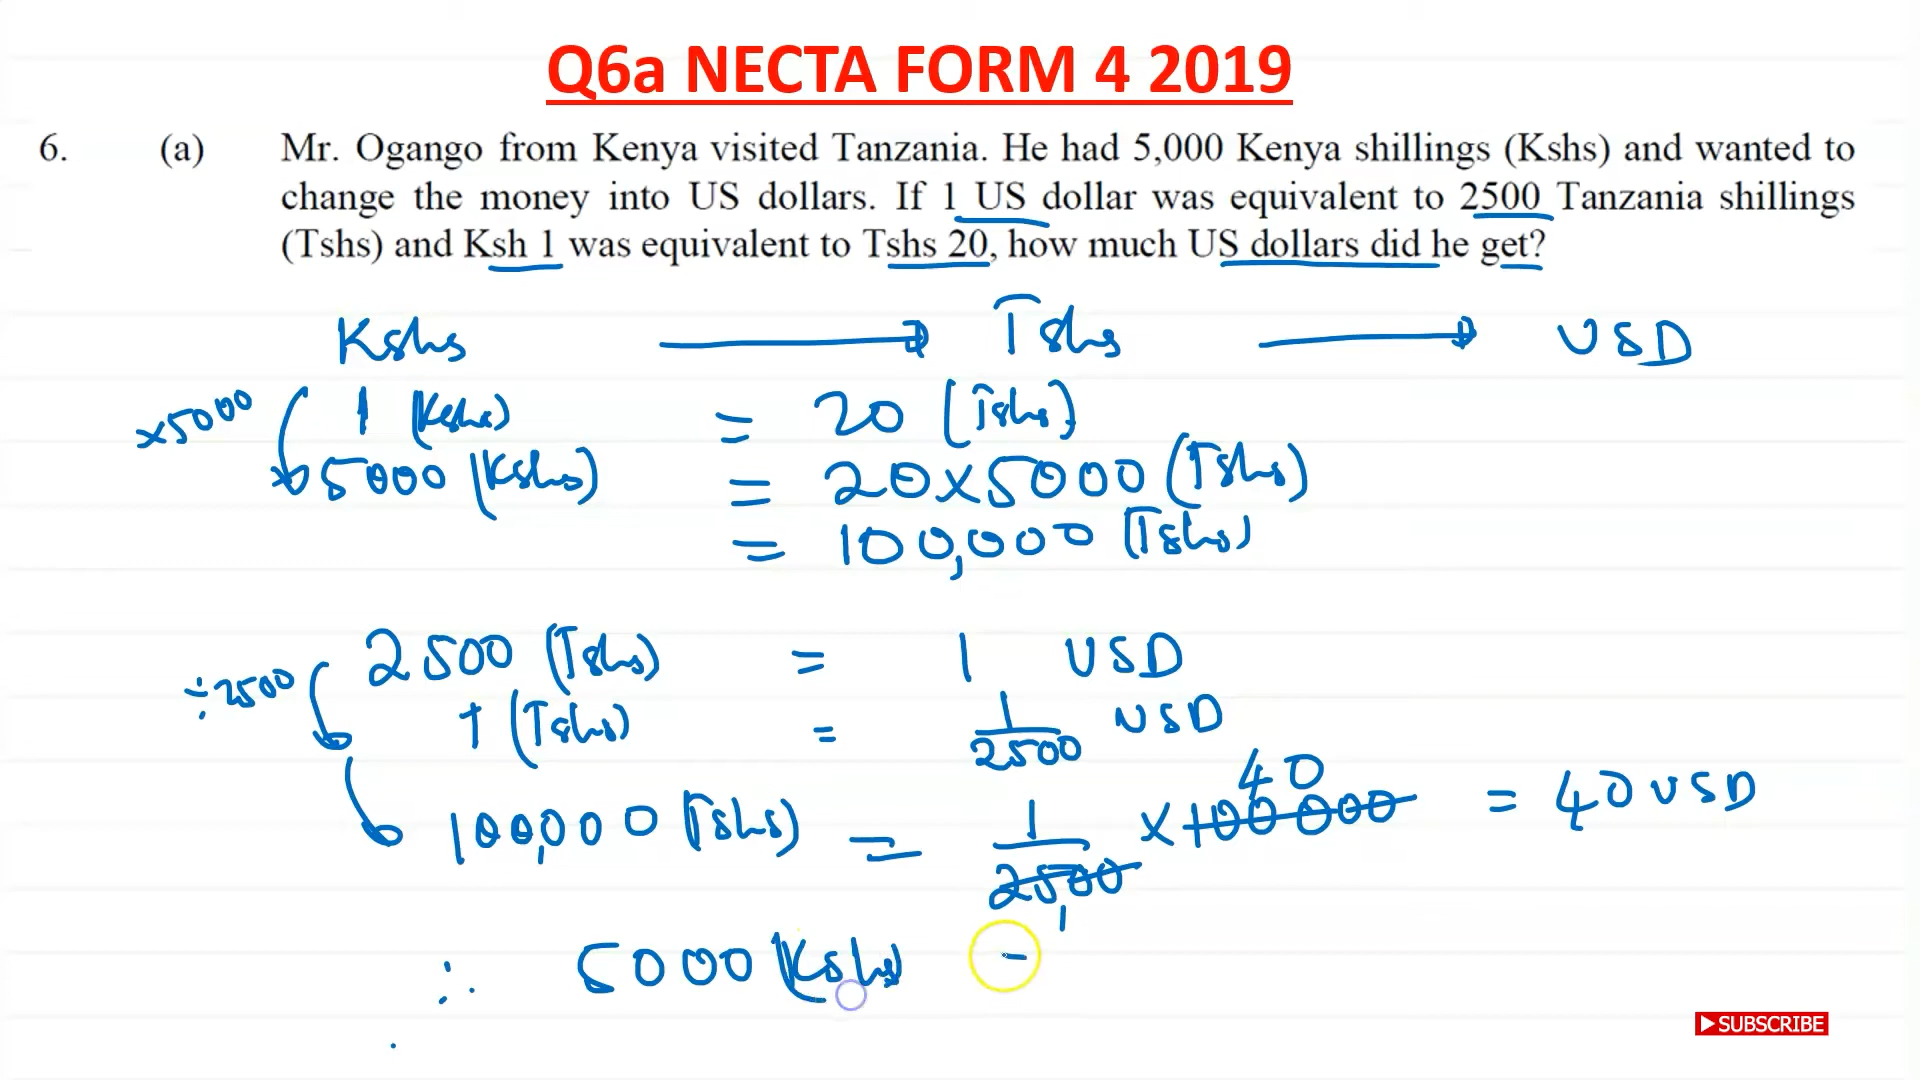 Q6a NECTA FORM 4 2019
6. (a) Mr. Ogango from Kenya visited Tanzania. He had 5,000 Kenya shillings (Kshs) and wanted to
change the money into US dollars. If 1 US dollar was equivalent to 2500 Tanzania shillings
(Tshs) and Ksh 1 was equivalent to Tshs 20, how much US dollars did he get?
Kshs → Tshs → USD
×5000 1 (Kshs) = 20 (Tshs)
5000 (Kshs) = 20×5000 (Tshs)
= 100,000 (Tshs)
÷2500 2500 (Tshs) = 1 USD
1 (Tshs) = 1/2500 USD
40
100,000 (Tshs) = 1/2500 × 100 000 = 40 USD
1
∴ 5000 (Kshs) -
SUBSCRIBE